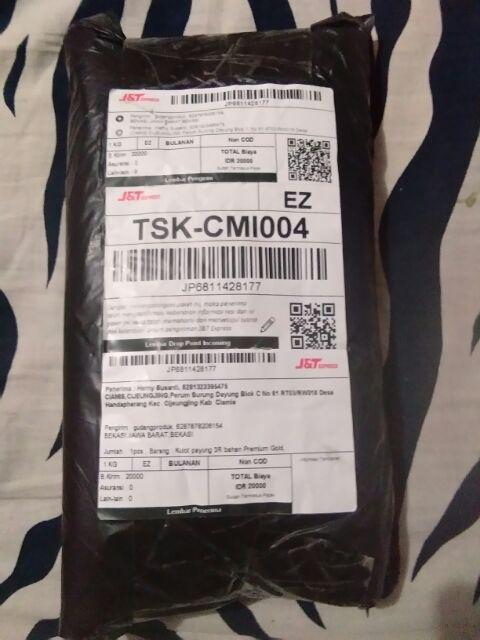 J&T EXPRESS
JP6811428177
1 KG EZ BULANAN Non COD
B.Kirim 20000 TOTAL Biaya
Asuransi 0 IDR 20000
Lain-lain 0
Lembar Pengirim
J&T EXPRESS
EZ
TSK-CMI004
JP6811428177
Lembar Drop Point Incoming
JP6811428177
J&T EXPRESS
Penerima : 6281323395475
CIAMIS,CIJEUNGJING,Perum Surung Dayung Blok C No 61 RT03/RW018 Desa
Handapherang Kec Cijeungjing Kab Ciamis
Pengirim: gudangproduk, 6287878206154
BEKASI,JAWA BARAT,BEKASI
Jumlah 1pcs, Barang : Kulot payung DR bahan Premium Gold,
1 KG EZ BULANAN Non COD
B.Kirim 20000 TOTAL Biaya
Asuransi : 0 IDR 20000
Lain-lain : 0
Lembar Penerima